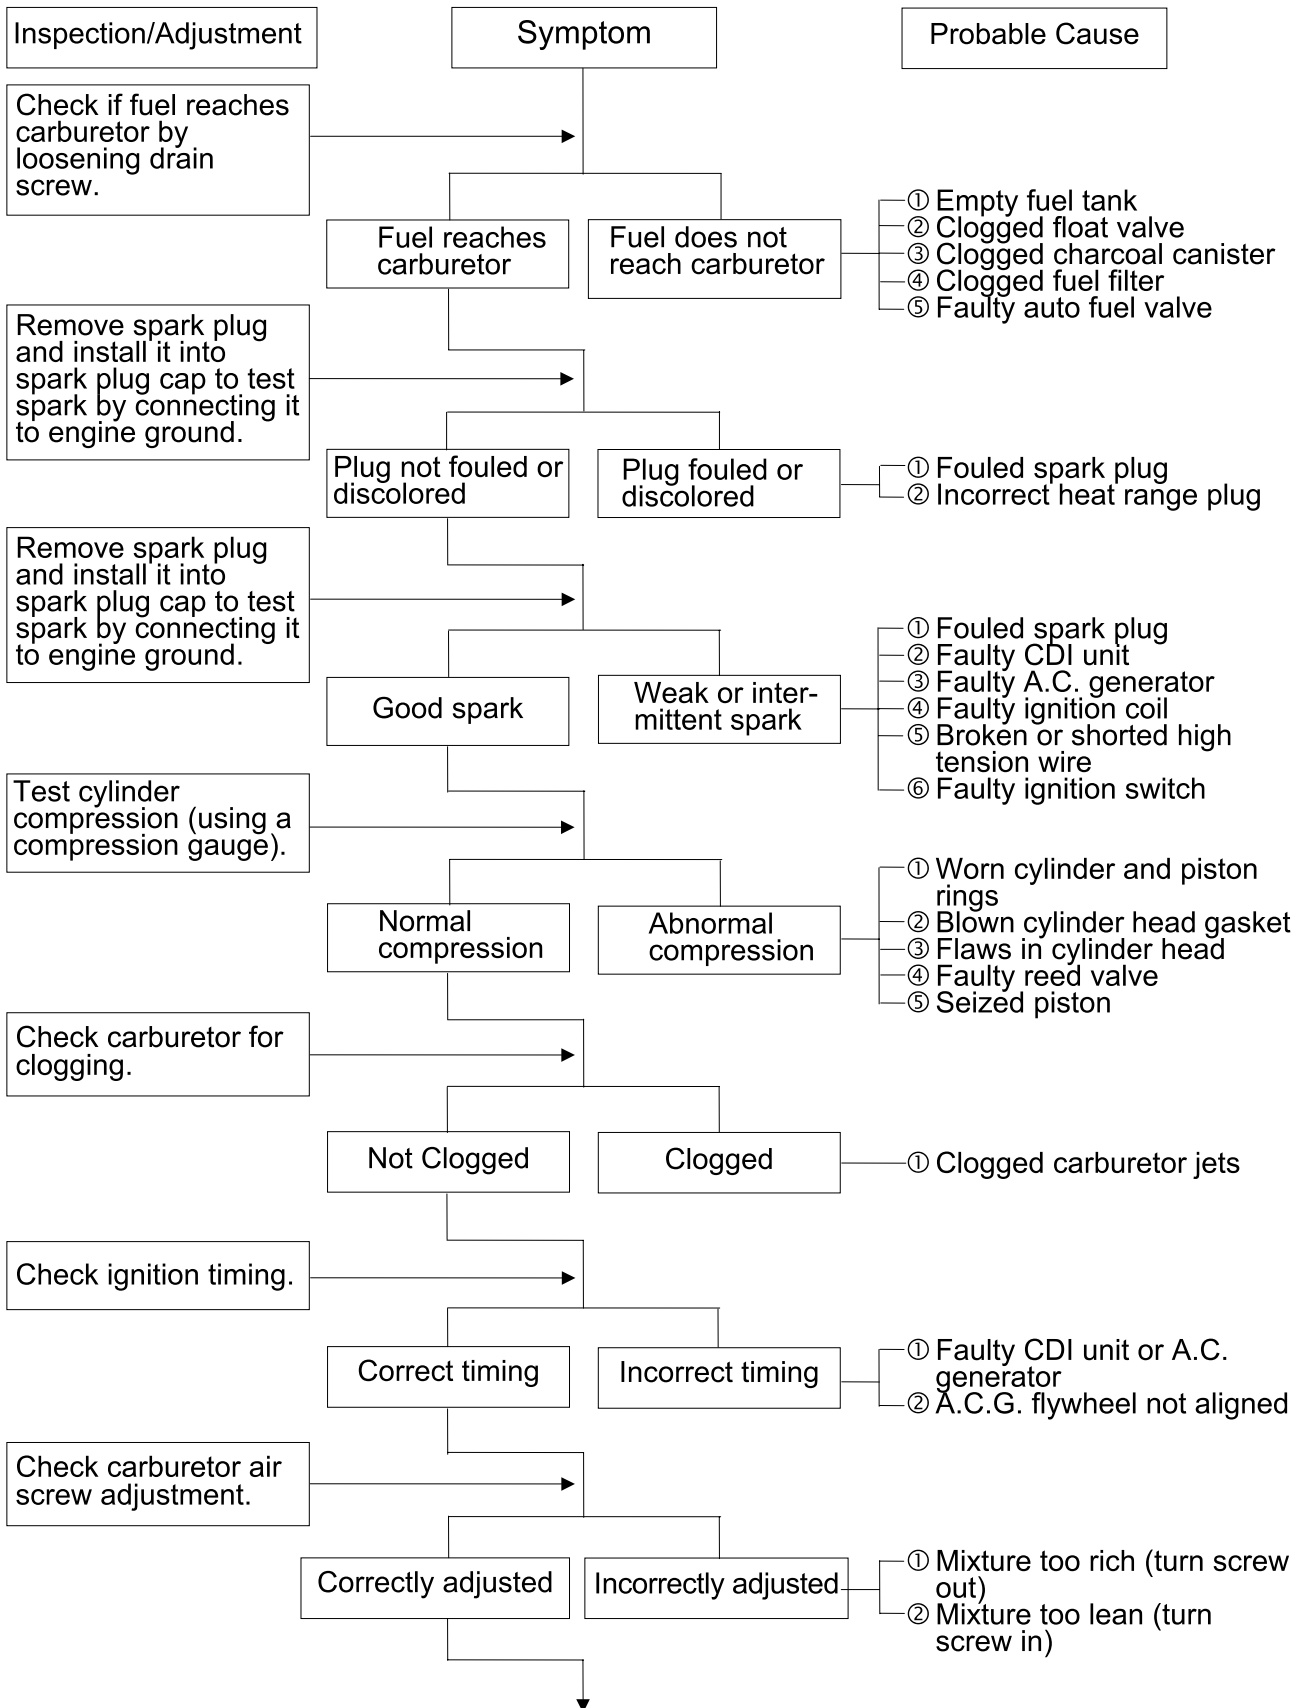 Inspection/Adjustment
Symptom
Probable Cause
Check if fuel reaches
carburetor by
loosening drain
screw.
Fuel reaches
carburetor
Fuel does not
reach carburetor
① Empty fuel tank
② Clogged float valve
③ Clogged charcoal canister
④ Clogged fuel filter
⑤ Faulty auto fuel valve
Remove spark plug
and install it into
spark plug cap to test
spark by connecting it
to engine ground.
Plug not fouled or
discolored
Plug fouled or
discolored
① Fouled spark plug
② Incorrect heat range plug
Remove spark plug
and install it into
spark plug cap to test
spark by connecting it
to engine ground.
Good spark
Weak or inter-
mittent spark
① Fouled spark plug
② Faulty CDI unit
③ Faulty A.C. generator
④ Faulty ignition coil
⑤ Broken or shorted high
tension wire
⑥ Faulty ignition switch
Test cylinder
compression (using a
compression gauge).
Normal
compression
Abnormal
compression
① Worn cylinder and piston
rings
② Blown cylinder head gasket
③ Flaws in cylinder head
④ Faulty reed valve
⑤ Seized piston
Check carburetor for
clogging.
Not Clogged
Clogged
① Clogged carburetor jets
Check ignition timing.
Correct timing
Incorrect timing
① Faulty CDI unit or A.C.
generator
② A.C.G. flywheel not aligned
Check carburetor air
screw adjustment.
Correctly adjusted
Incorrectly adjusted
① Mixture too rich (turn screw
out)
② Mixture too lean (turn
screw in)